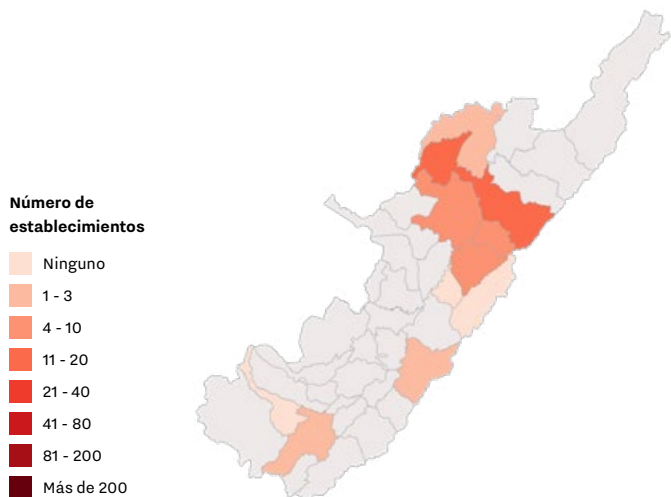 Número de
establecimientos
Ninguno
1 - 3
4 - 10
11 - 20
21 - 40
41 - 80
81 - 200
Más de 200